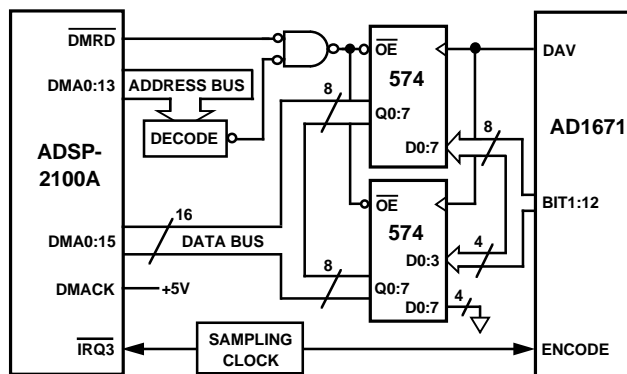 DMRD
DMA0:13
ADDRESS BUS
DECODE
ADSP-
2100A
16
DMA0:15
DATA BUS
DMACK
+5V
IRQ3
SAMPLING
CLOCK
OE
574
8
Q0:7
D0:7
8
OE
574
D0:3
4
8
Q0:7
D0:7
4
DAV
AD1671
BIT1:12
ENCODE